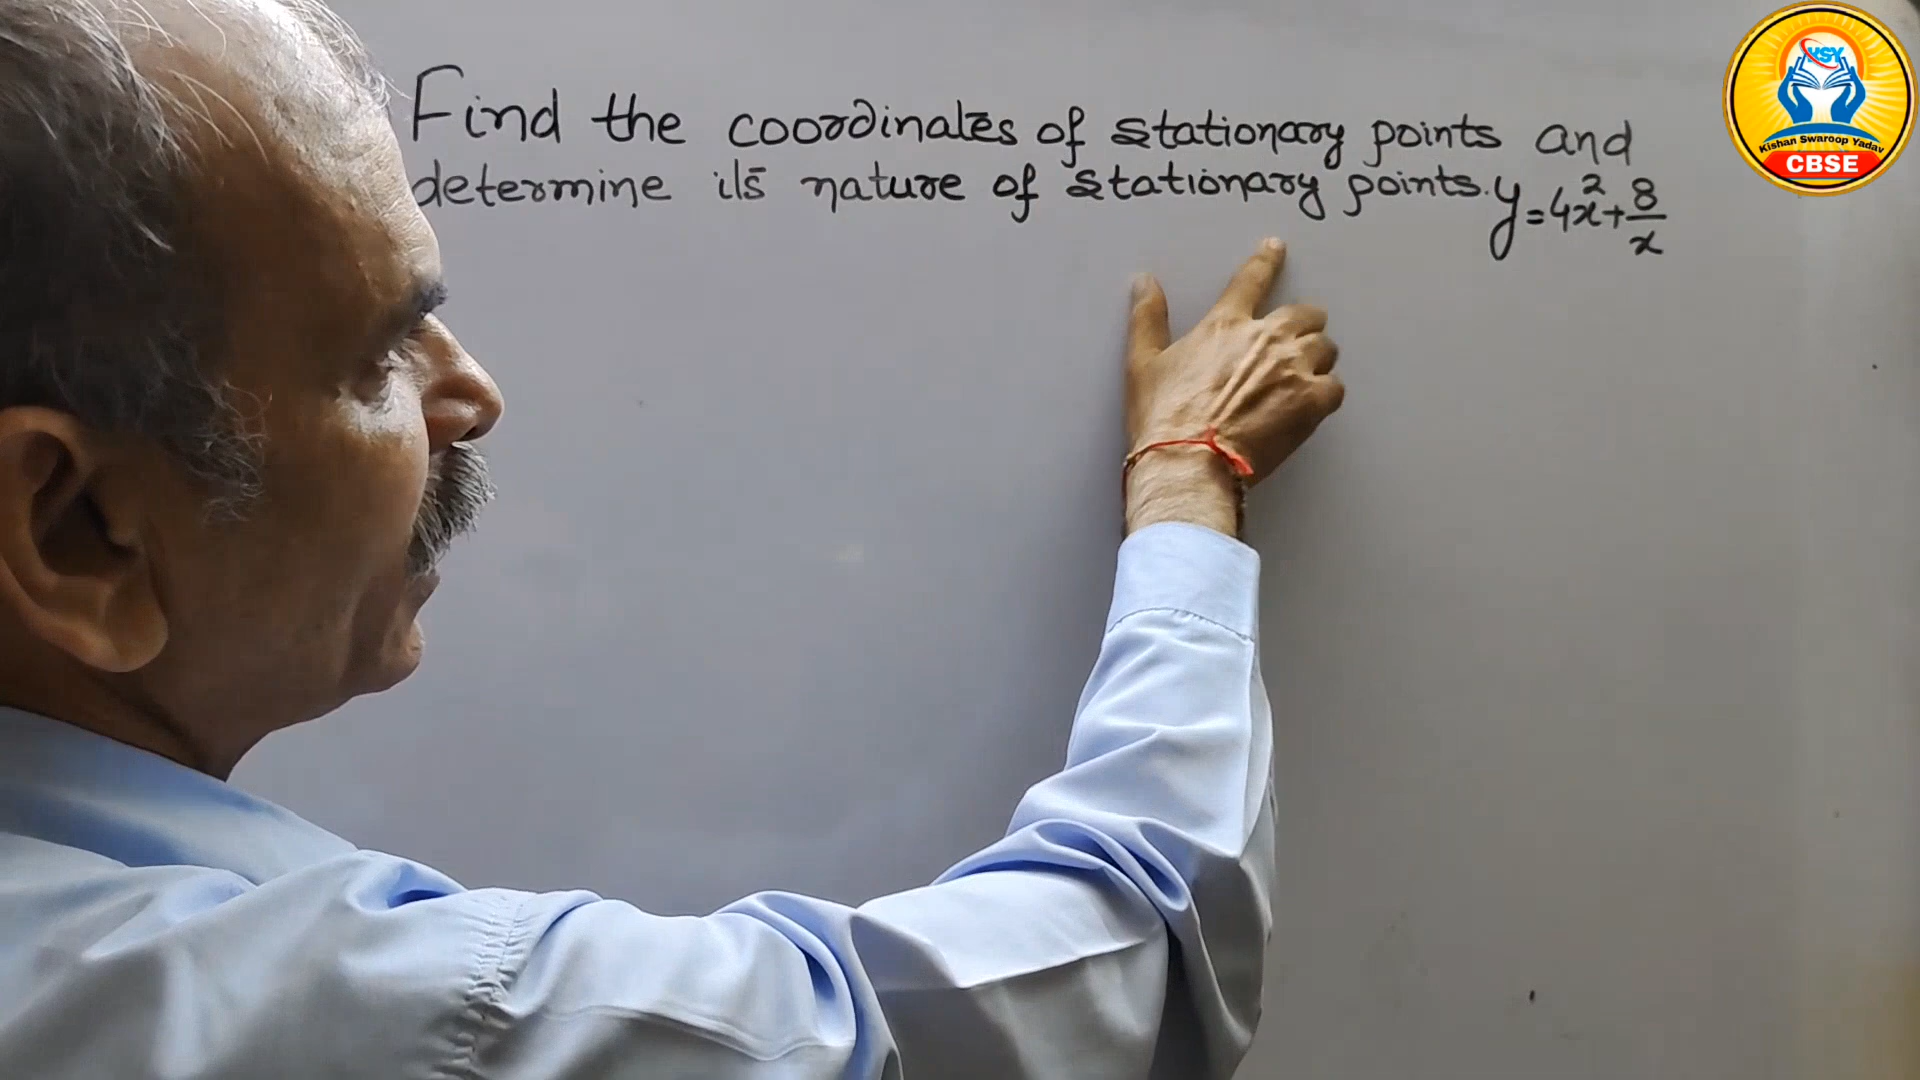 Find the coordinates of stationary points and
determine its nature of stationary points. y=4x²+8/x
KSY
Kishan Swaroop Yadav
CBSE